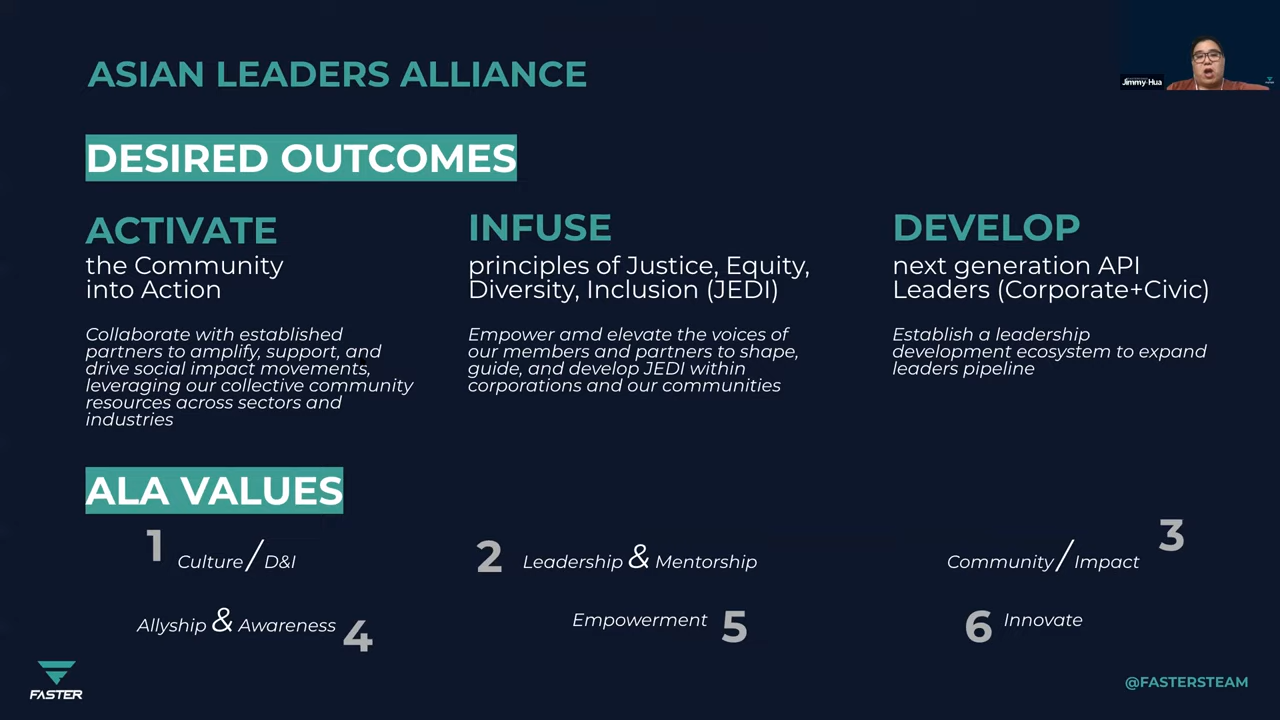 ASIAN LEADERS ALLIANCE
Jimmy Hua
DESIRED OUTCOMES
ACTIVATE
the Community
into Action
Collaborate with established
partners to amplify, support, and
drive social impact movements,
leveraging our collective community
resources across sectors and
industries
INFUSE
principles of Justice, Equity,
Diversity, Inclusion (JEDI)
Empower amd elevate the voices of
our members and partners to shape,
guide, and develop JEDI within
corporations and our communities
DEVELOP
next generation API
Leaders (Corporate+Civic)
Establish a leadership
development ecosystem to expand
leaders pipeline
ALA VALUES
1 Culture/D&I
2 Leadership & Mentorship
Community/Impact 3
Allyship & Awareness 4
Empowerment 5
6 Innovate
FASTER
@FASTERSTEAM